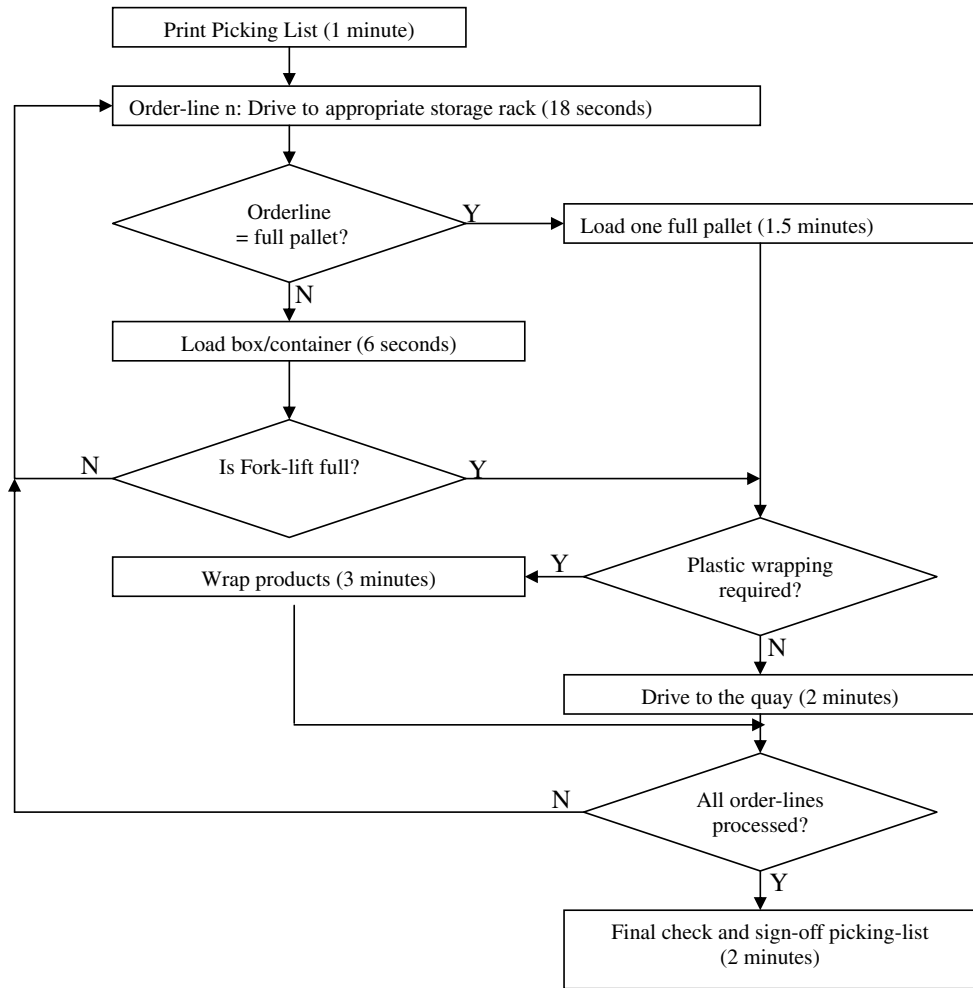 Print Picking List (1 minute)
Order-line n: Drive to appropriate storage rack (18 seconds)
Orderline
= full pallet?
Y
Load one full pallet (1.5 minutes)
N
Load box/container (6 seconds)
Is Fork-lift full?
N
Y
Plastic wrapping
required?
Y
Wrap products (3 minutes)
N
Drive to the quay (2 minutes)
All order-lines
processed?
N
Y
Final check and sign-off picking-list
(2 minutes)